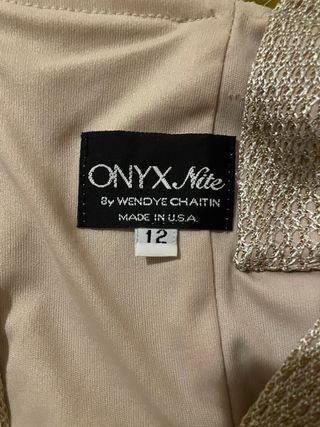 ONYX Nite
By WENDYE CHAITIN
MADE IN U.S.A.
12